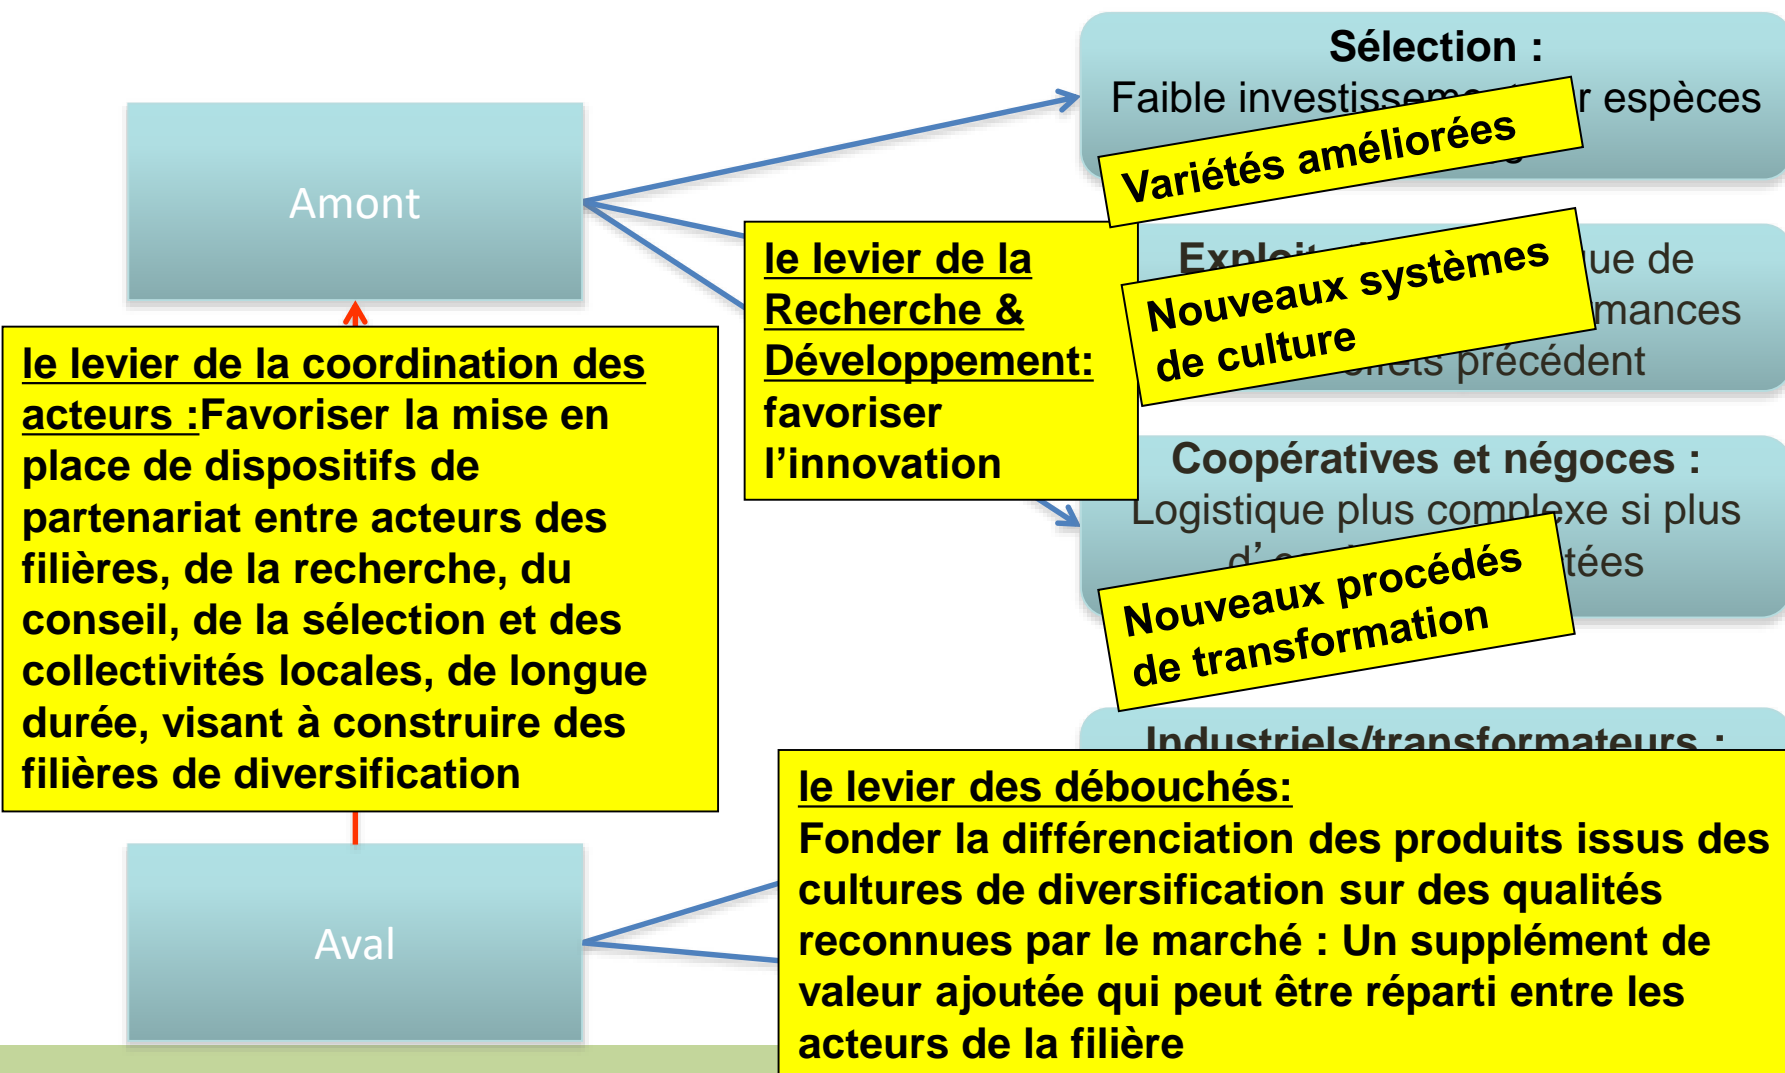 Sélection :
Faible espèces
Variétés améliorées
Amont
le levier de la
Recherche &
Développement:
favoriser
l’innovation
de
Nouveaux systèmes
de culture
précédent
le levier de la coordination des
acteurs :Favoriser la mise en
place de dispositifs de
partenariat entre acteurs des
filières, de la recherche, du
conseil, de la sélection et des
collectivités locales, de longue
durée, visant à construire des
filières de diversification
Coopératives et négoces :
Logistique plus complexe si plus
Nouveaux procédés
de transformation
Industriels/transformateurs :
le levier des débouchés:
Fonder la différenciation des produits issus des
cultures de diversification sur des qualités
reconnues par le marché : Un supplément de
valeur ajoutée qui peut être réparti entre les
acteurs de la filière
Aval